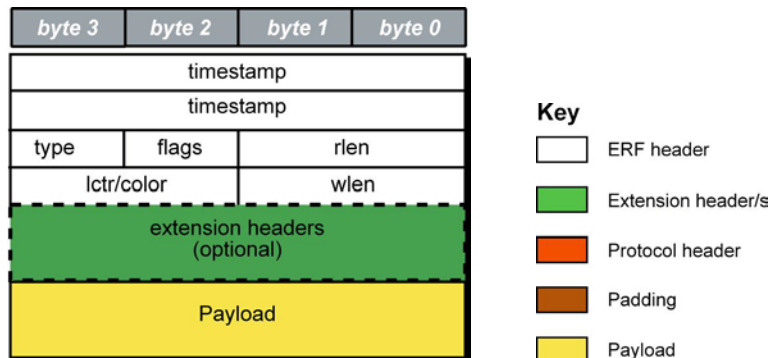 byte 3 byte 2 byte 1 byte 0
timestamp
timestamp
type flags rlen
lctr/color wlen
extension headers
(optional)
Payload
Key
ERF header
Extension header/s
Protocol header
Padding
Payload